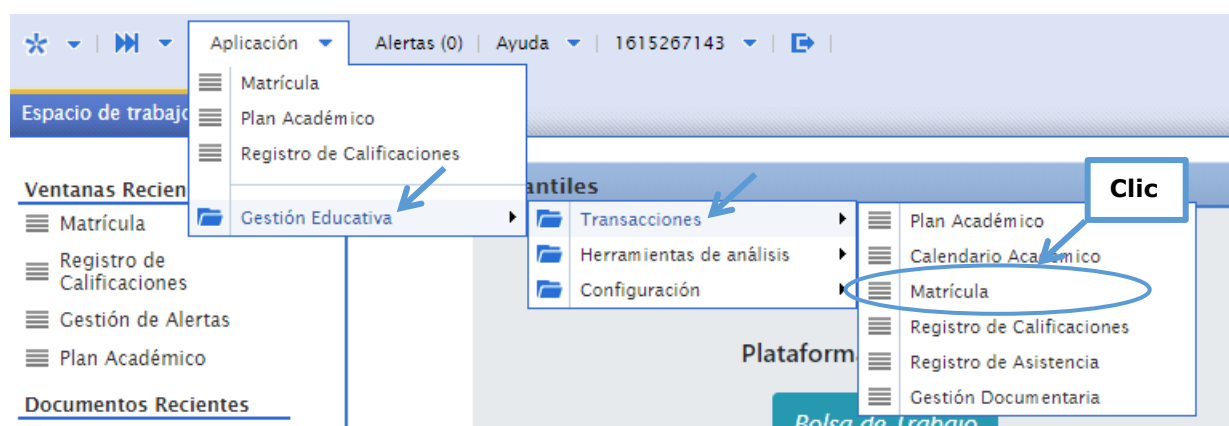 Aplicación
Alertas (0) | Ayuda | 1615267143 |
Matrícula
Plan Académico
Registro de Calificaciones
Gestión Educativa
Espacio de trabajo
Ventanas Recien
Matrícula
Registro de
Calificaciones
Gestión de Alertas
Plan Académico
Documentos Recientes
antiles
Transacciones
Herramientas de análisis
Configuración
Clic
Plan Académico
Calendario Académico
Matrícula
Registro de Calificaciones
Registro de Asistencia
Gestión Documentaria
Plataform
Bolsa de Trabajo